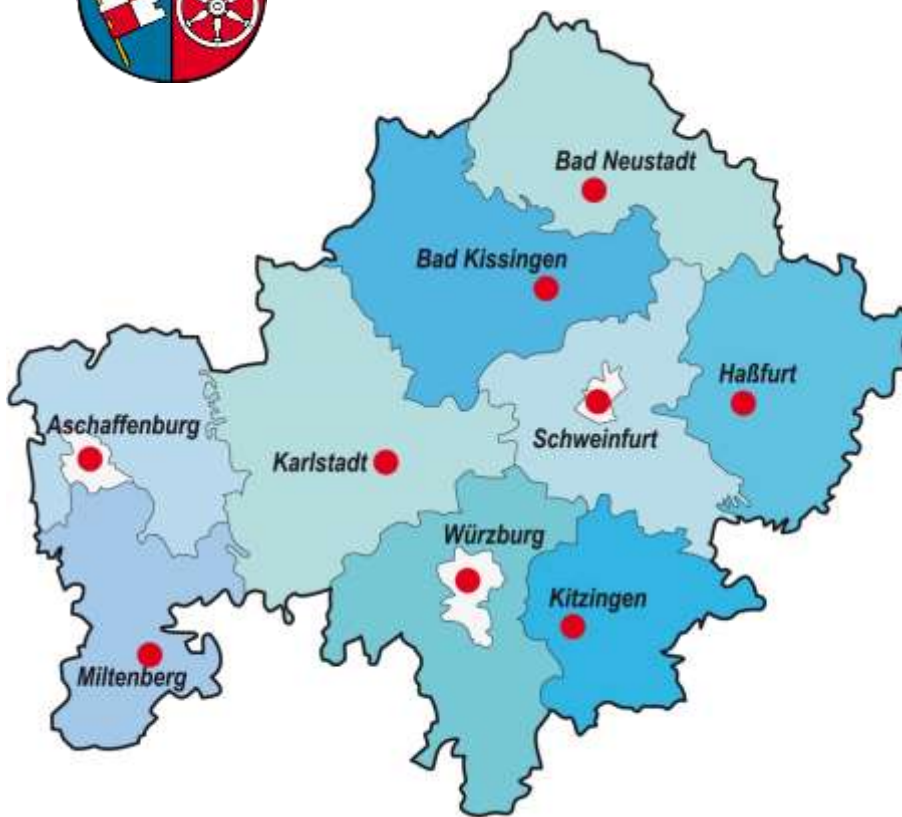 Bad Neustadt
Bad Kissingen
Haßfurt
Aschaffenburg
Schweinfurt
Karlstadt
Würzburg
Kitzingen
Miltenberg